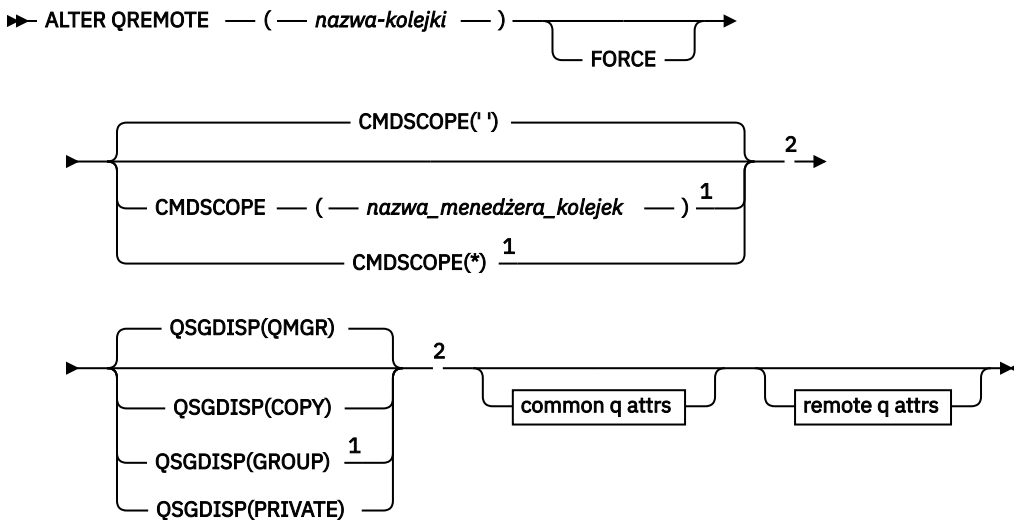 ALTER QREMOTE ( nazwa-kolejki )
FORCE
CMDSCOPE(' ')
2
CMDSCOPE ( nazwa_menedżera_kolejek ) 1
CMDSCOPE(*) 1
QSGDISP(QMGR)
2
QSGDISP(COPY)
common q attrs
remote q attrs
QSGDISP(GROUP) 1
QSGDISP(PRIVATE)